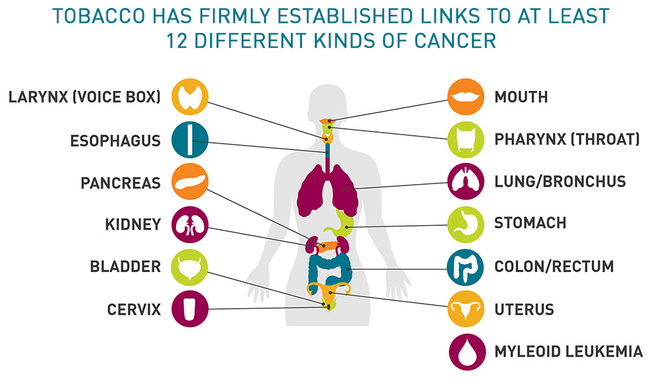 TOBACCO HAS FIRMLY ESTABLISHED LINKS TO AT LEAST
12 DIFFERENT KINDS OF CANCER
LARYNX (VOICE BOX)
ESOPHAGUS
PANCREAS
KIDNEY
BLADDER
CERVIX
MOUTH
PHARYNX (THROAT)
LUNG/BRONCHUS
STOMACH
COLON/RECTUM
UTERUS
MYLEOID LEUKEMIA